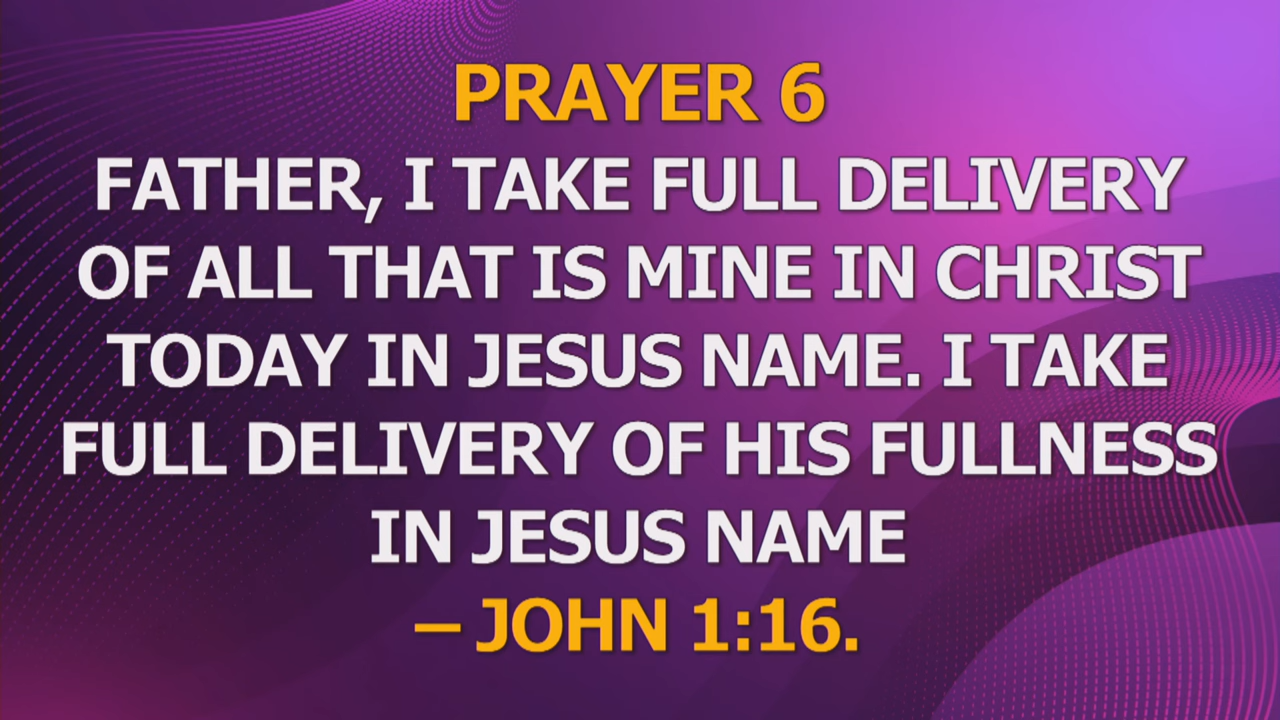 PRAYER 6
FATHER, I TAKE FULL DELIVERY
OF ALL THAT IS MINE IN CHRIST
TODAY IN JESUS NAME. I TAKE
FULL DELIVERY OF HIS FULLNESS
IN JESUS NAME
– JOHN 1:16.